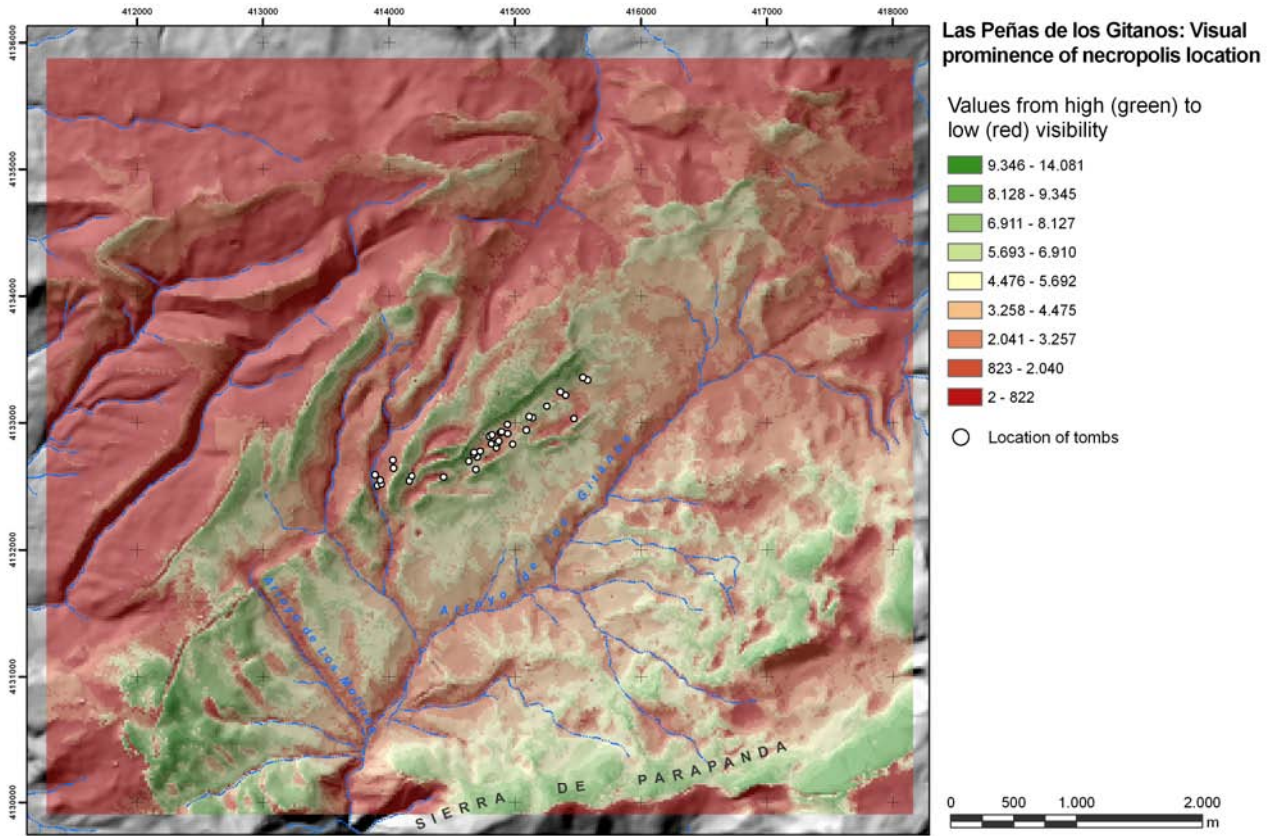 412000 413000 414000 415000 416000 417000 418000
4136000
4135000
4134000
4133000
4132000
4131000
4130000
Arroyo de los Gitanos
Arroyo de Los Molinos
SIERRA DE PARAPANDA
Las Peñas de los Gitanos: Visual
prominence of necropolis location
Values from high (green) to
low (red) visibility
9.346 - 14.081
8.128 - 9.345
6.911 - 8.127
5.693 - 6.910
4.476 - 5.692
3.258 - 4.475
2.041 - 3.257
823 - 2.040
2 - 822
Location of tombs
0 500 1.000 2.000
m